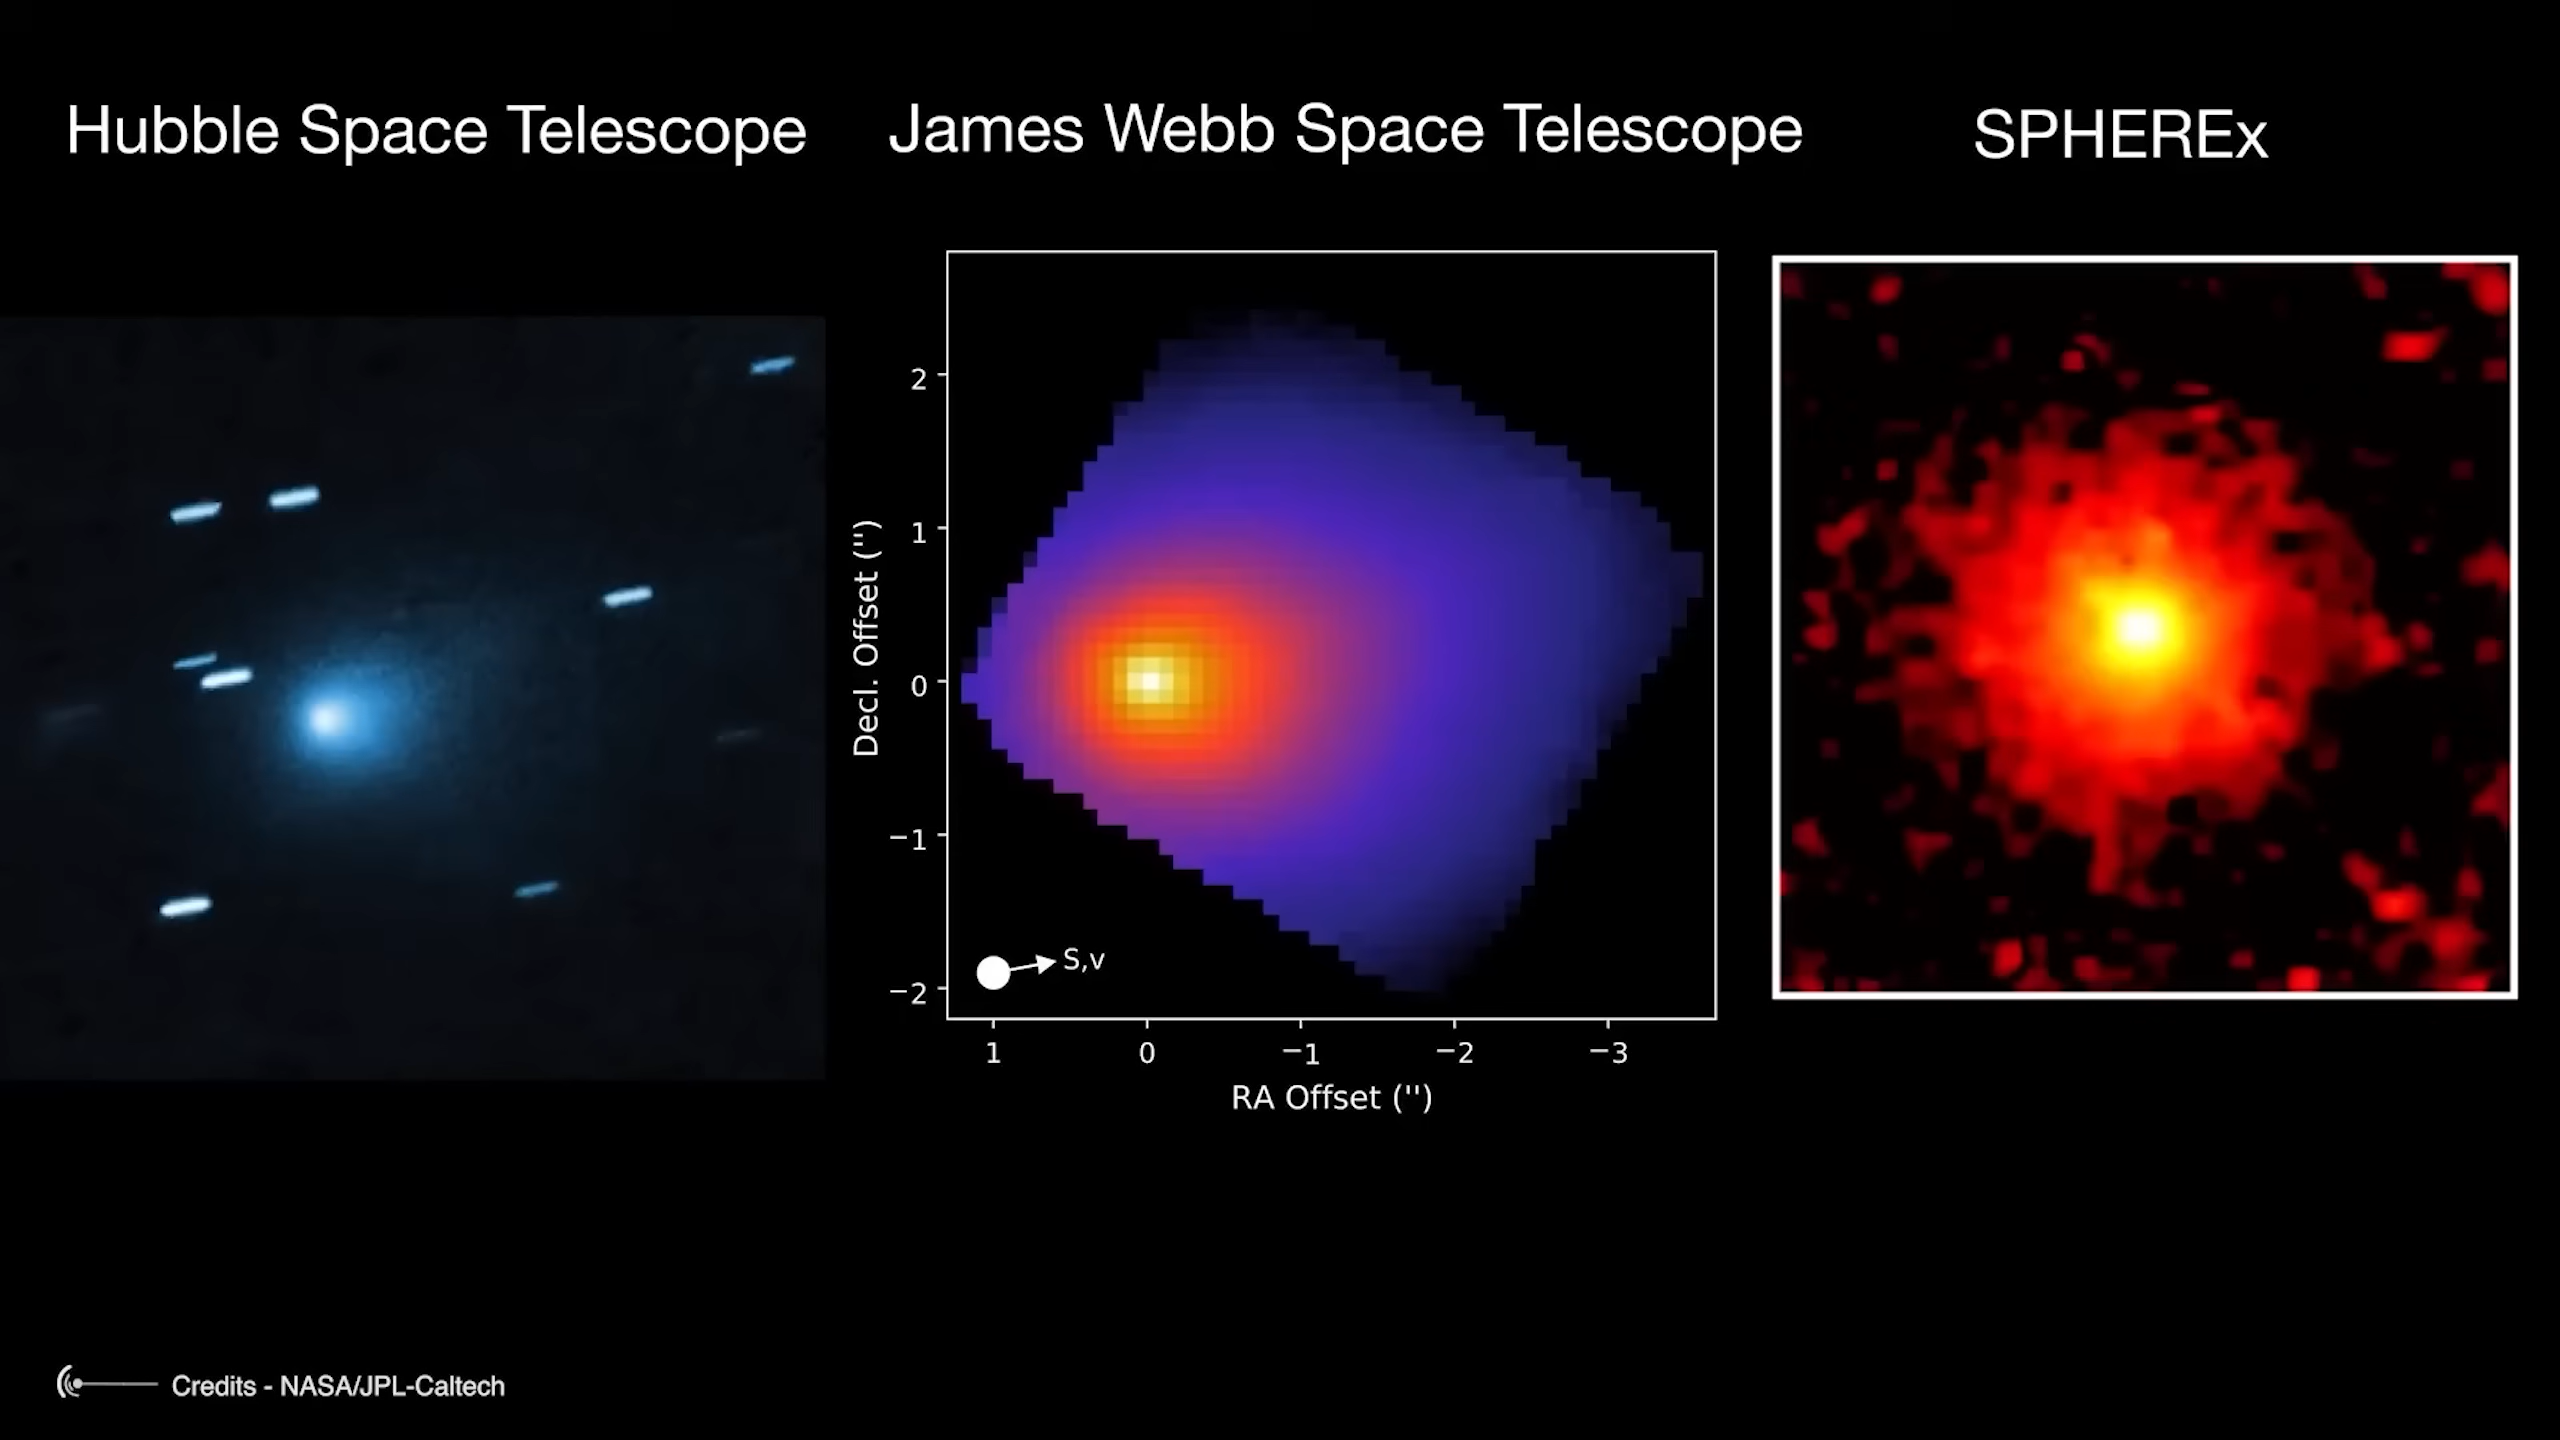 Hubble Space Telescope
James Webb Space Telescope
SPHEREx
Decl. Offset ('')
2
1
0
−1
−2
S,v
1 0 −1 −2 −3
RA Offset ('')
Credits - NASA/JPL-Caltech